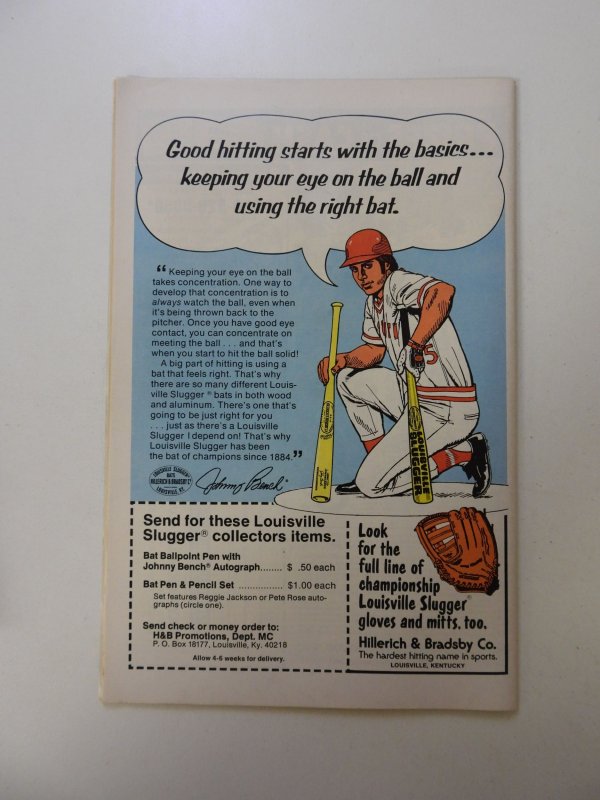 Good hitting starts with the basics...
keeping your eye on the ball and
using the right bat.
“ Keeping your eye on the ball
takes concentration. One way to
develop that concentration is to
always watch the ball, even when
it's being thrown back to the
pitcher. Once you have good eye
contact, you can concentrate on
meeting the ball . . . and that's
when you start to hit the ball solid!
A big part of hitting is using a
bat that feels right. That's why
there are so many different Louis-
ville Slugger® bats in both wood
and aluminum. There's one that's
going to be just right for you
. . . just as there's a Louisville
Slugger I depend on! That's why
Louisville Slugger has been
the bat of champions since 1884.”
LOUISVILLE SLUGGER
BATS
HILLERICH & BRADSBY Co
LOUISVILLE, KY.
Johnny Bench
5
LOUISVILLE
SLUGGER
Send for these Louisville
Slugger® collectors items.
Bat Ballpoint Pen with
Johnny Bench® Autograph........ $ .50 each
Bat Pen & Pencil Set ................ $1.00 each
Set features Reggie Jackson or Pete Rose auto-
graphs (circle one).
Send check or money order to:
H&B Promotions, Dept. MC
P. O. Box 18177, Louisville, Ky. 40218
Allow 4-6 weeks for delivery.
Look
for the
full line of
championship
Louisville Slugger®
gloves and mitts, too.
Hillerich & Bradsby Co.
The hardest hitting name in sports.
LOUISVILLE, KENTUCKY